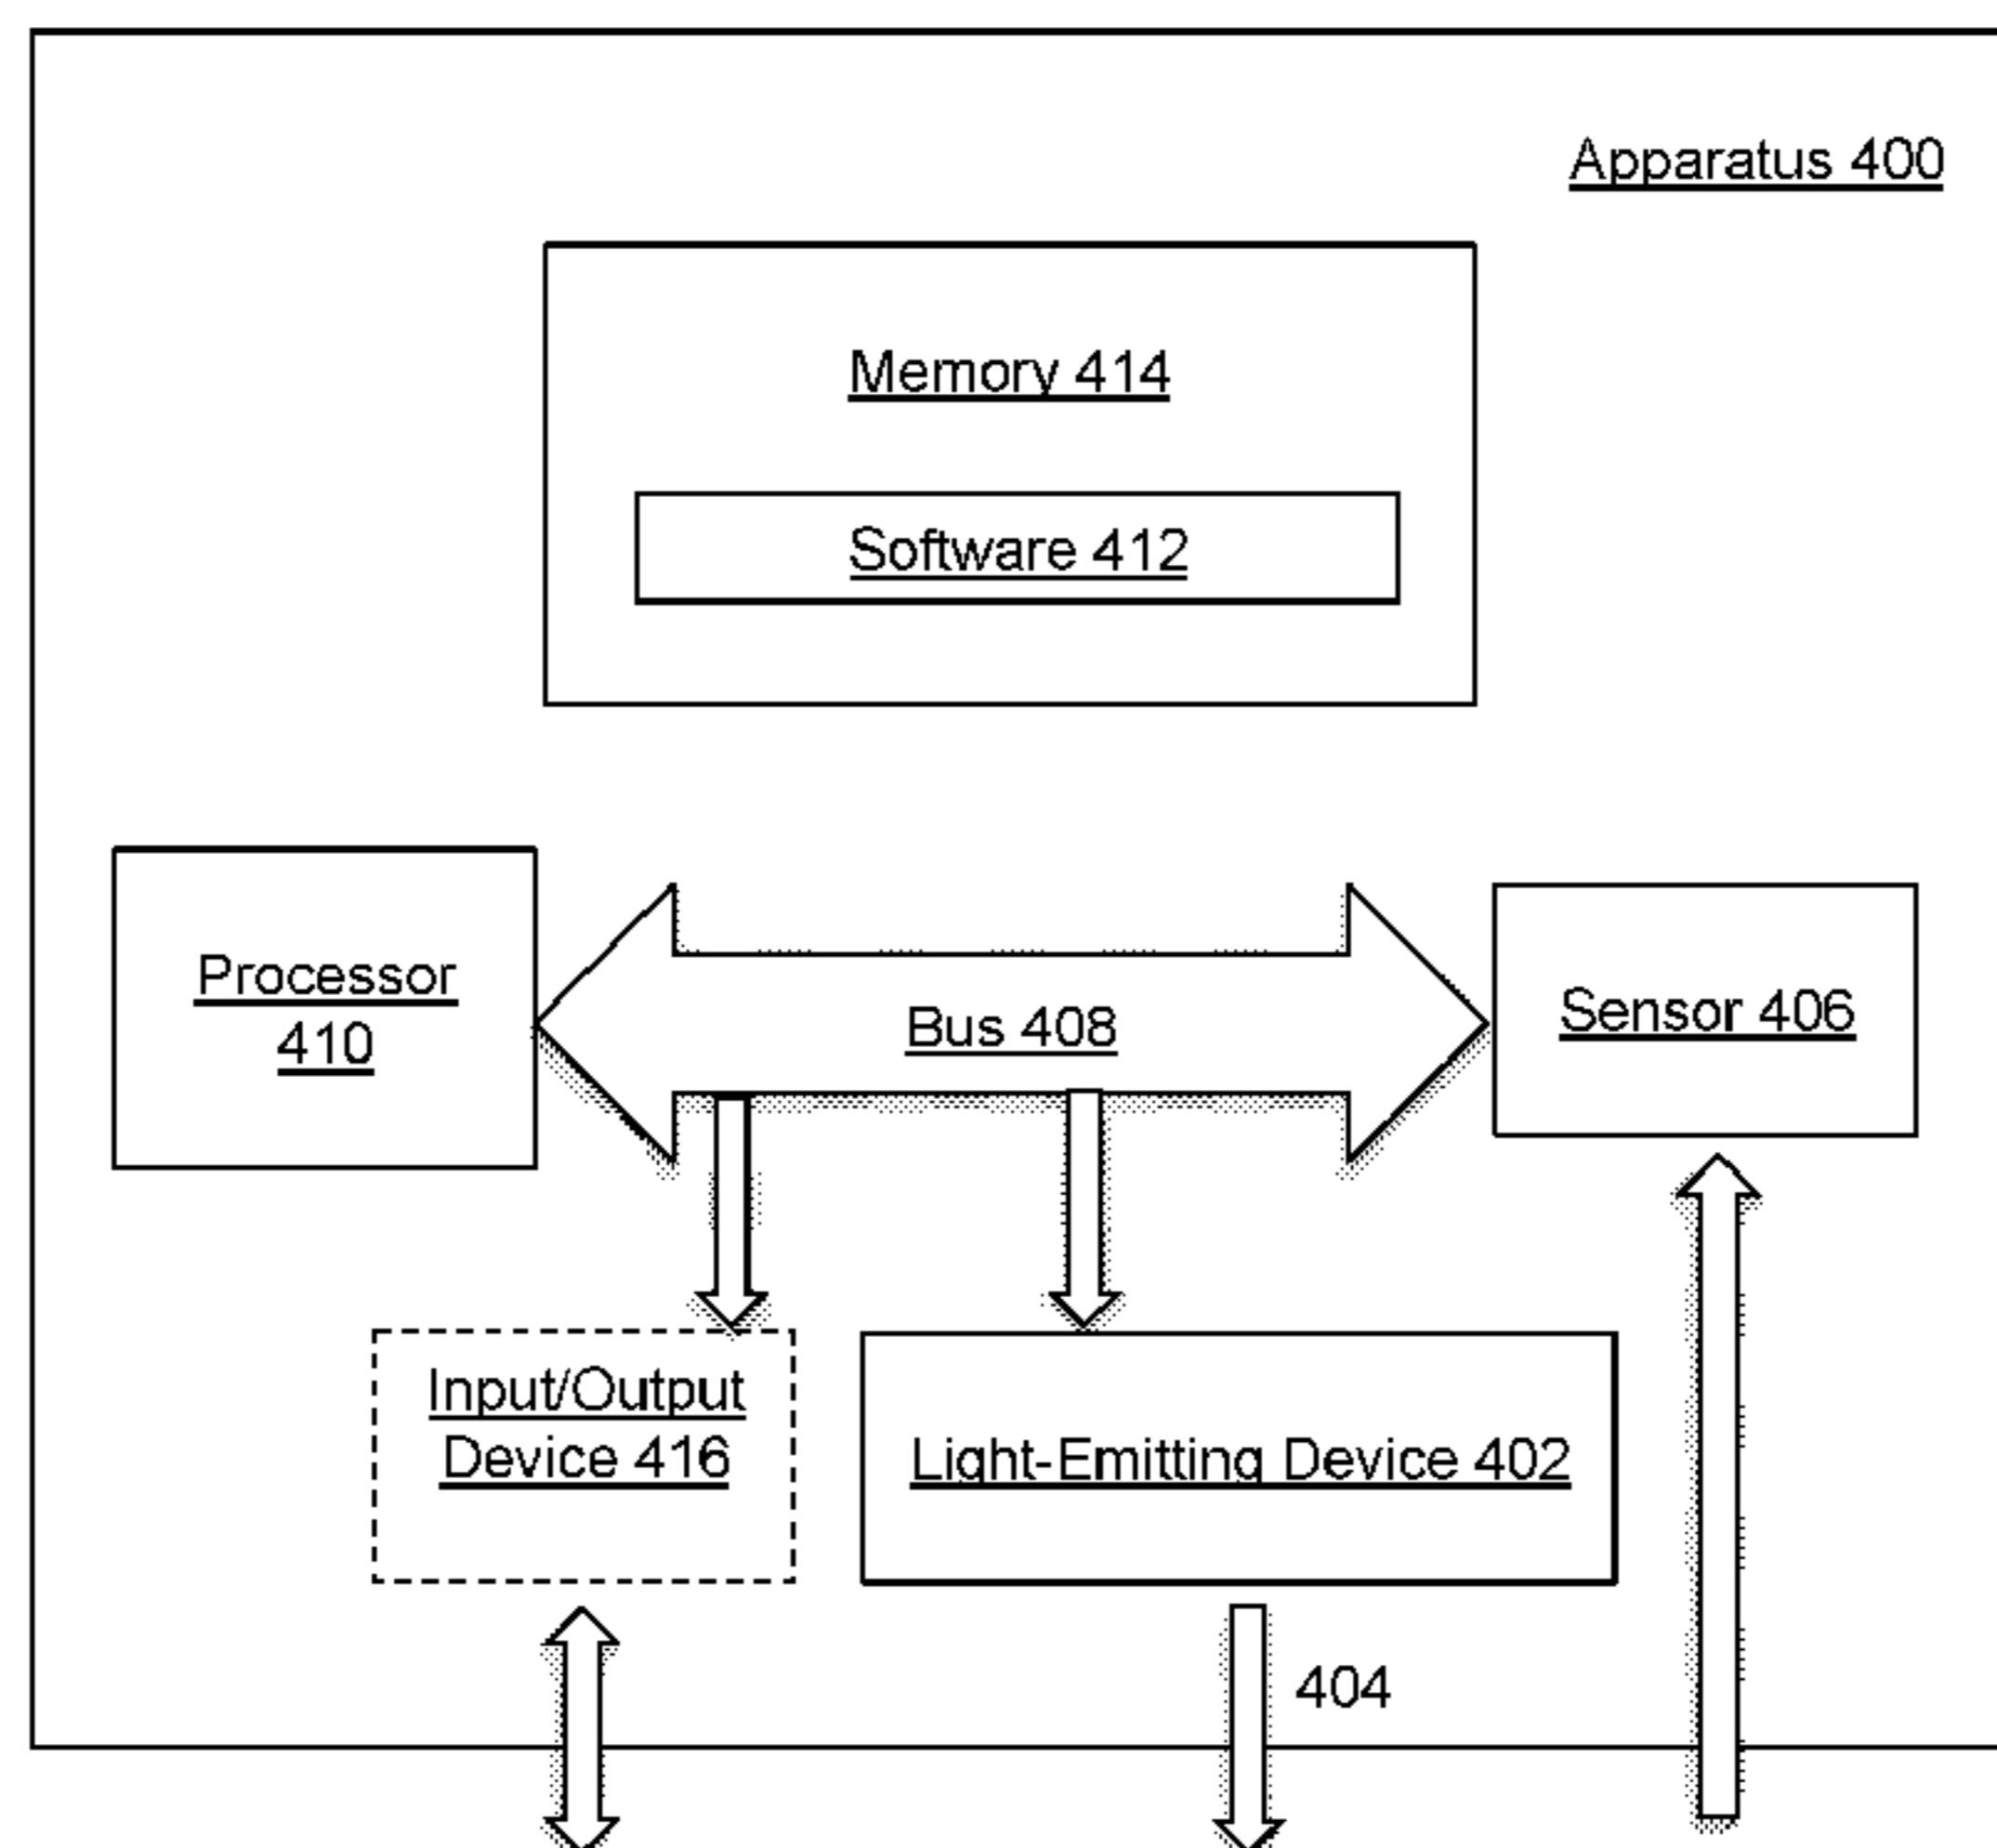 Apparatus 400
Memory 414
Software 412
Processor
410
Bus 408
Sensor 406
Input/Output
Device 416
Light-Emitting Device 402
404